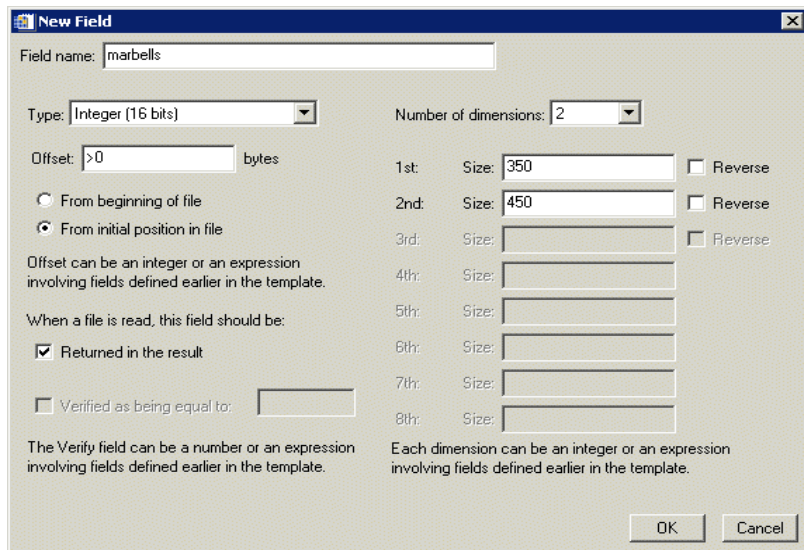 New Field
Field name: marbells
Type: Integer (16 bits)
Offset: >0 bytes
From beginning of file
From initial position in file
Offset can be an integer or an expression
involving fields defined earlier in the template.
When a file is read, this field should be:
Returned in the result
Verified as being equal to:
The Verify field can be a number or an expression
involving fields defined earlier in the template.
Number of dimensions: 2
1st: Size: 350 Reverse
2nd: Size: 450 Reverse
3rd: Size: Reverse
4th: Size:
5th: Size:
6th: Size:
7th: Size:
8th: Size:
Each dimension can be an integer or an expression
involving fields defined earlier in the template.
OK Cancel